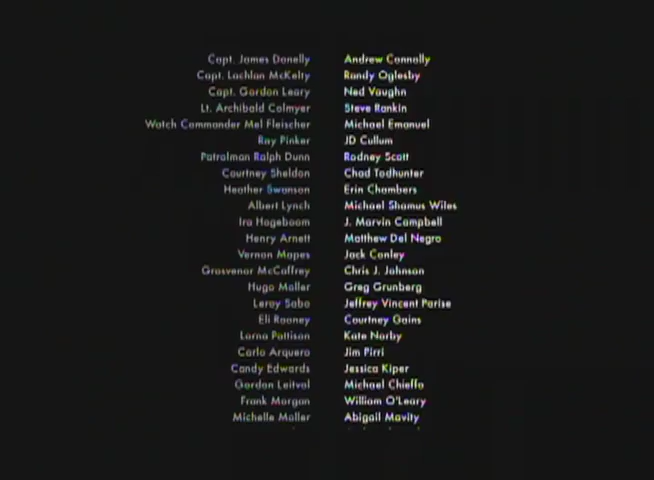 Capt. James Donelly Andrew Connolly
Capt. Lachlan McKelty Randy Oglesby
Capt. Gordon Leary Ned Vaughn
Lt. Archibald Colmyer Steve Rankin
Watch Commander Mel Fleischer Michael Emanuel
Ray Pinker JD Cullum
Patrolman Ralph Dunn Rodney Scott
Courtney Sheldon Chad Todhunter
Heather Swanson Erin Chambers
Albert Lynch Michael Shamus Wiles
Ira Hogeboom J. Marvin Campbell
Henry Arnett Matthew Del Negro
Vernon Mapes Jack Conley
Grosvenor McCaffrey Chris J. Johnson
Hugo Moller Greg Grunberg
Leroy Sabo Jeffrey Vincent Parise
Eli Rooney Courtney Gains
Lorna Pattison Kate Norby
Carlo Arquero Jim Pirri
Candy Edwards Jessica Kiper
Gordon Leitvol Michael Chieffo
Frank Morgan William O'Leary
Michelle Moller Abigail Mavity